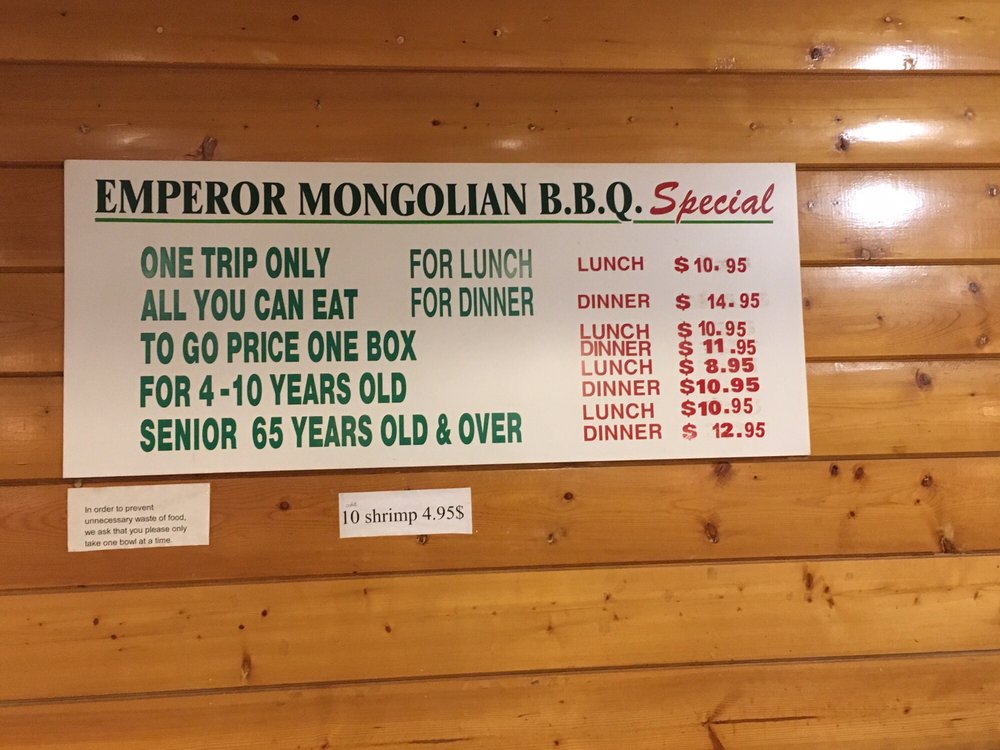 EMPEROR MONGOLIAN B.B.Q. Special
ONE TRIP ONLY FOR LUNCH LUNCH $10.95
ALL YOU CAN EAT FOR DINNER DINNER $ 14.95
TO GO PRICE ONE BOX LUNCH $10.95
DINNER $ 11.95
FOR 4-10 YEARS OLD LUNCH $ 8.95
DINNER $10.95
SENIOR 65 YEARS OLD & OVER LUNCH $10.95
DINNER $ 12.95
In order to prevent
unnecessary waste of food,
we ask that you please only
take one bowl at a time.
10 shrimp 4.95$